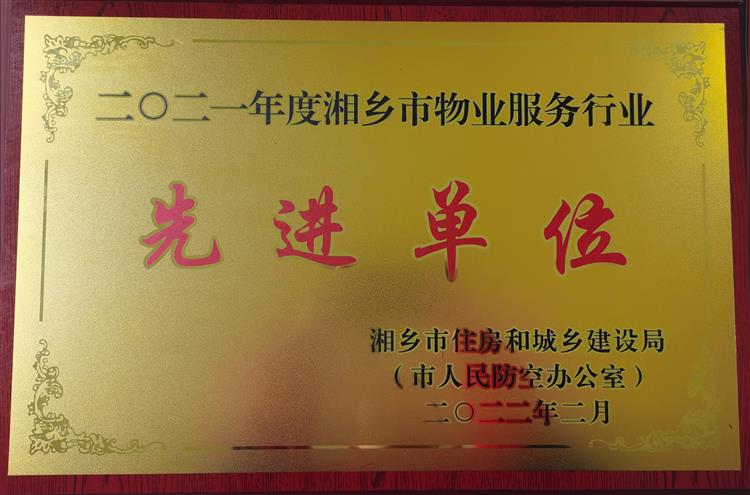 二〇二一年度湘乡市物业服务行业
先进单位
湘乡市住房和城乡建设局
（市人民防空办公室）
二〇二二年二月